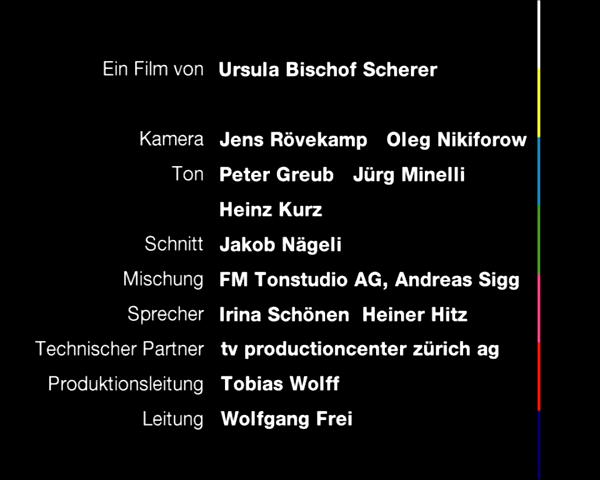 Ein Film von Ursula Bischof Scherer
Kamera Jens Rövekamp Oleg Nikiforow
Ton Peter Greub Jürg Minelli
Heinz Kurz
Schnitt Jakob Nägeli
Mischung FM Tonstudio AG, Andreas Sigg
Sprecher Irina Schönen Heiner Hitz
Technischer Partner tv productioncenter zürich ag
Produktionsleitung Tobias Wolff
Leitung Wolfgang Frei